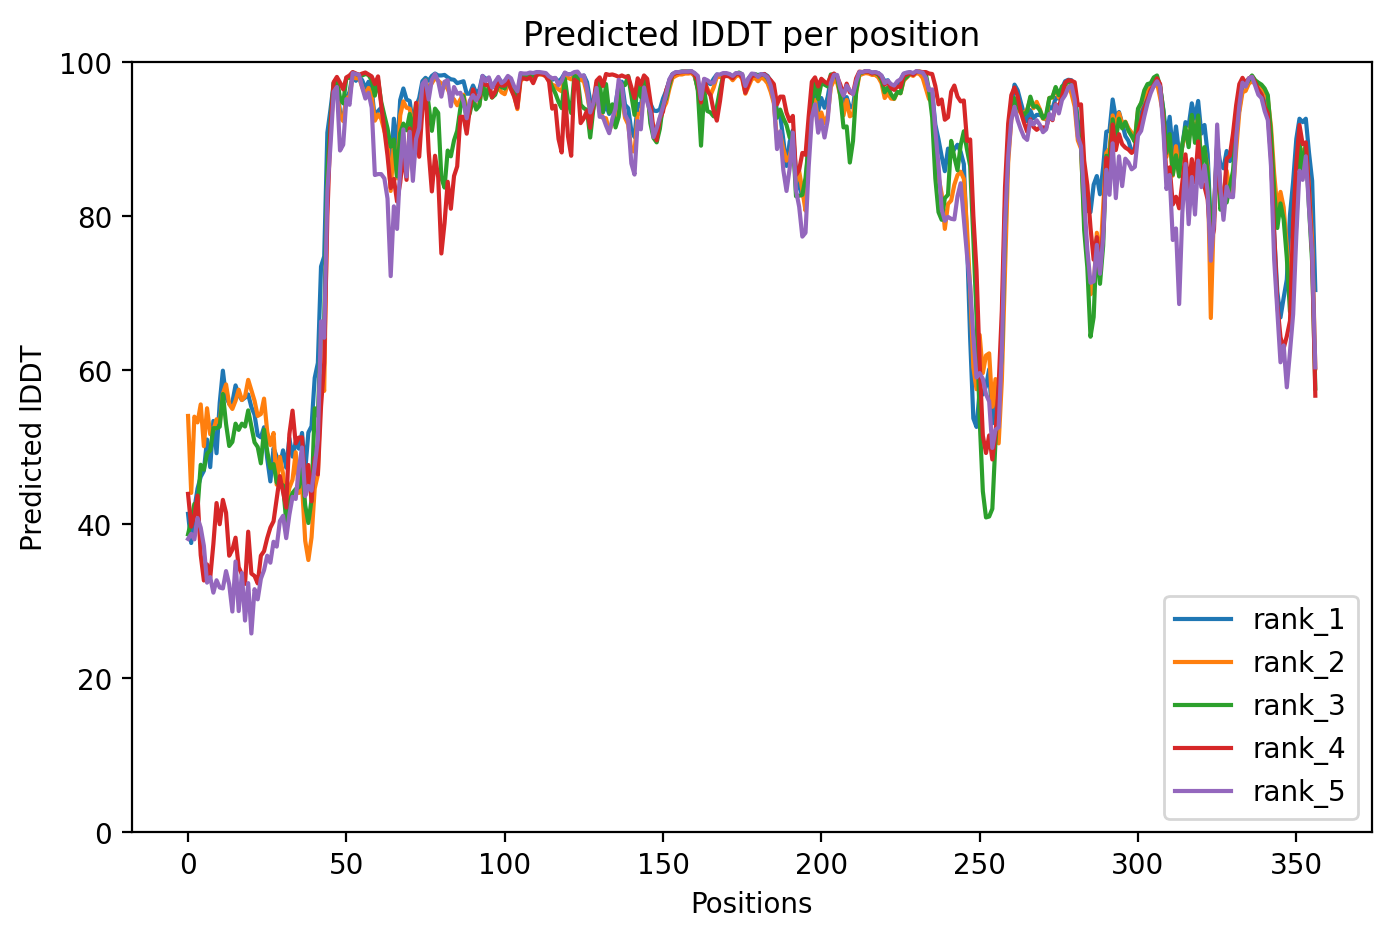 Predicted lDDT per position
Predicted lDDT
100
80
60
40
20
0
0 50 100 150 200 250 300 350
Positions
rank_1
rank_2
rank_3
rank_4
rank_5